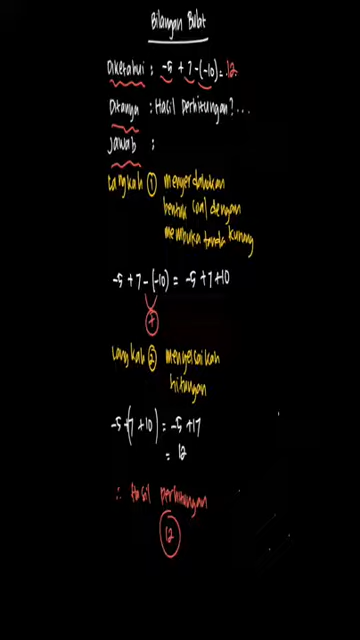 Bilangan Bulat
Diketahui : -5 + 7 - (-10) = 12.
Ditanya : Hasil perhitungan? ...
Jawab :
Langkah ① menyederhanakan
bentuk soal dengan
membuka tanda kurung
-5 + 7 - (-10) = -5 + 7 + 10
+
Langkah ② menyelesaikan
hitungan
-5 + (7 + 10) = -5 + 17
= 12
∴ Hasil perhitungan
12